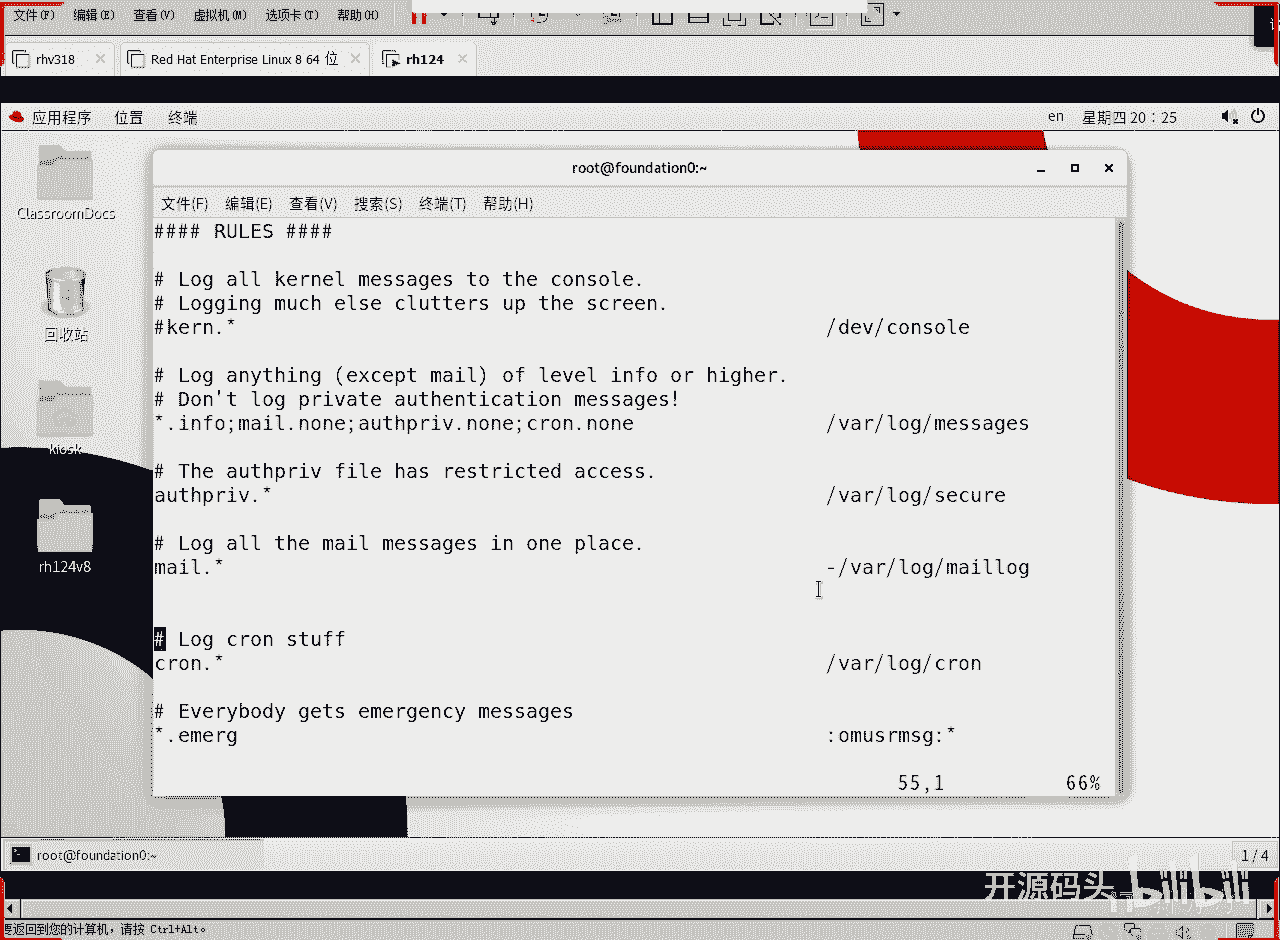 文件(F) 编辑(E) 查看(V) 虚拟机(M) 选项卡(T) 帮助(H)
rhv318 × Red Hat Enterprise Linux 8 64 位 × rh124 ×
应用程序 位置 终端 en 星期四 20：25
ClassroomDocs
回收站
kiosk
rh124v8
root@foundation0:~
文件(F) 编辑(E) 查看(V) 搜索(S) 终端(T) 帮助(H)
#### RULES ####
# Log all kernel messages to the console.
# Logging much else clutters up the screen.
#kern.* /dev/console
# Log anything (except mail) of level info or higher.
# Don't log private authentication messages!
*.info;mail.none;authpriv.none;cron.none /var/log/messages
# The authpriv file has restricted access.
authpriv.* /var/log/secure
# Log all the mail messages in one place.
mail.* -/var/log/maillog
# Log cron stuff
cron.* /var/log/cron
# Everybody gets emergency messages
*.emerg :omusrmsg:*
55,1 66%
root@foundation0:~ 1 / 4
开源码头 bilibili
要返回到您的计算机，请按 Ctrl+Alt。